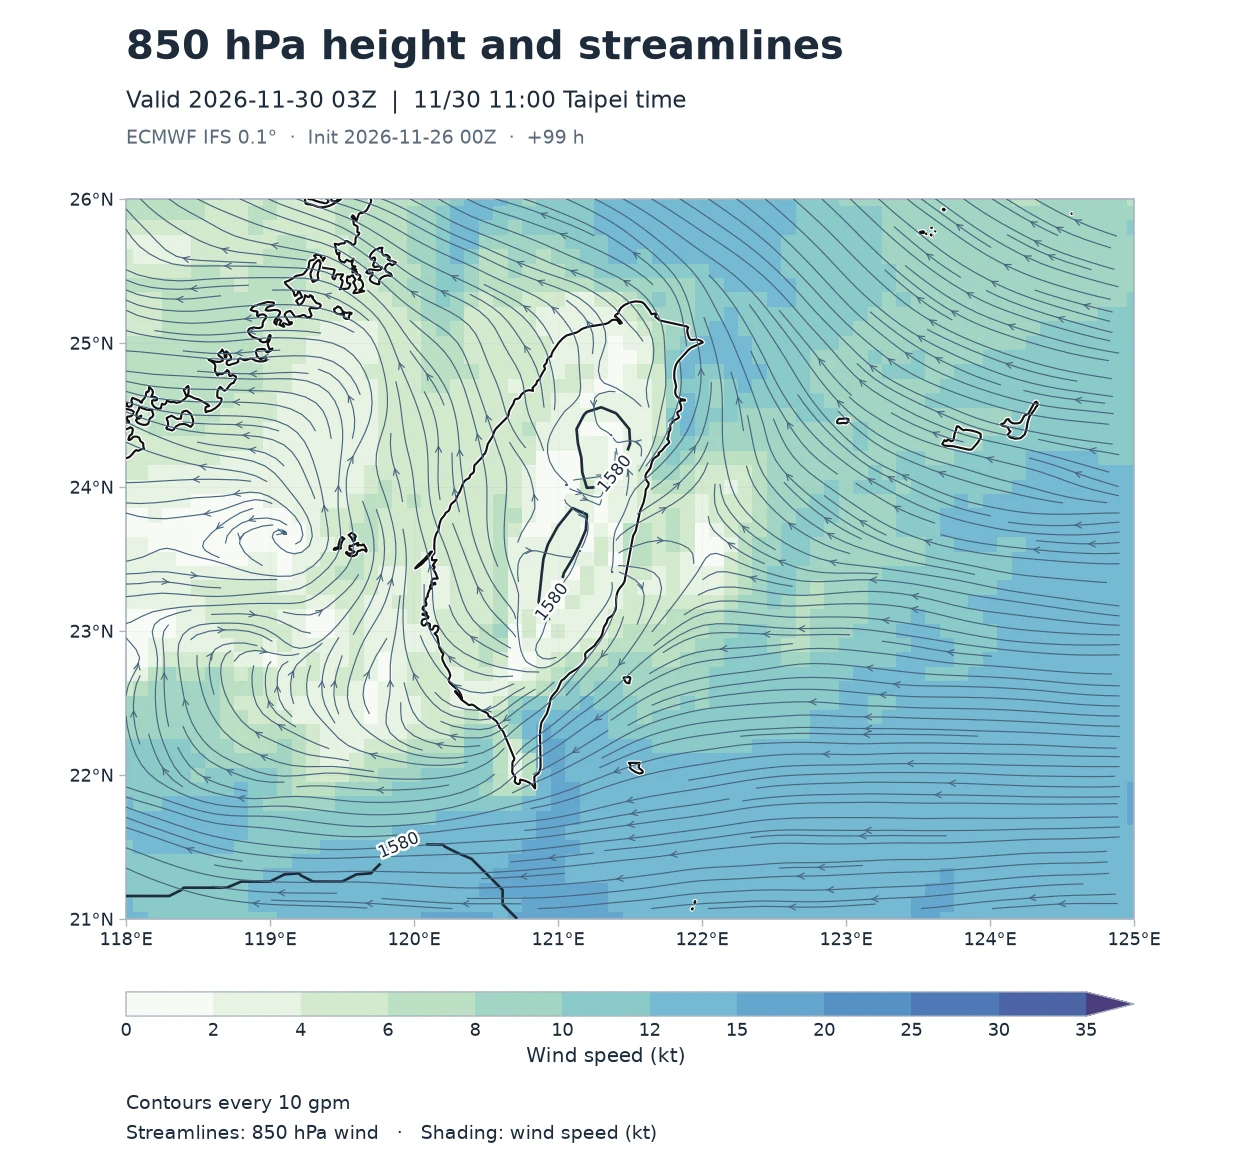 850 hPa height and streamlines
Valid 2026-11-30 03Z | 11/30 11:00 Taipei time
ECMWF IFS 0.1° · Init 2026-11-26 00Z · +99 h
26°N
25°N
24°N
23°N
22°N
21°N
1580
1580
1580
118°E 119°E 120°E 121°E 122°E 123°E 124°E 125°E
0 2 4 6 8 10 12 15 20 25 30 35
Wind speed (kt)
Contours every 10 gpm
Streamlines: 850 hPa wind · Shading: wind speed (kt)